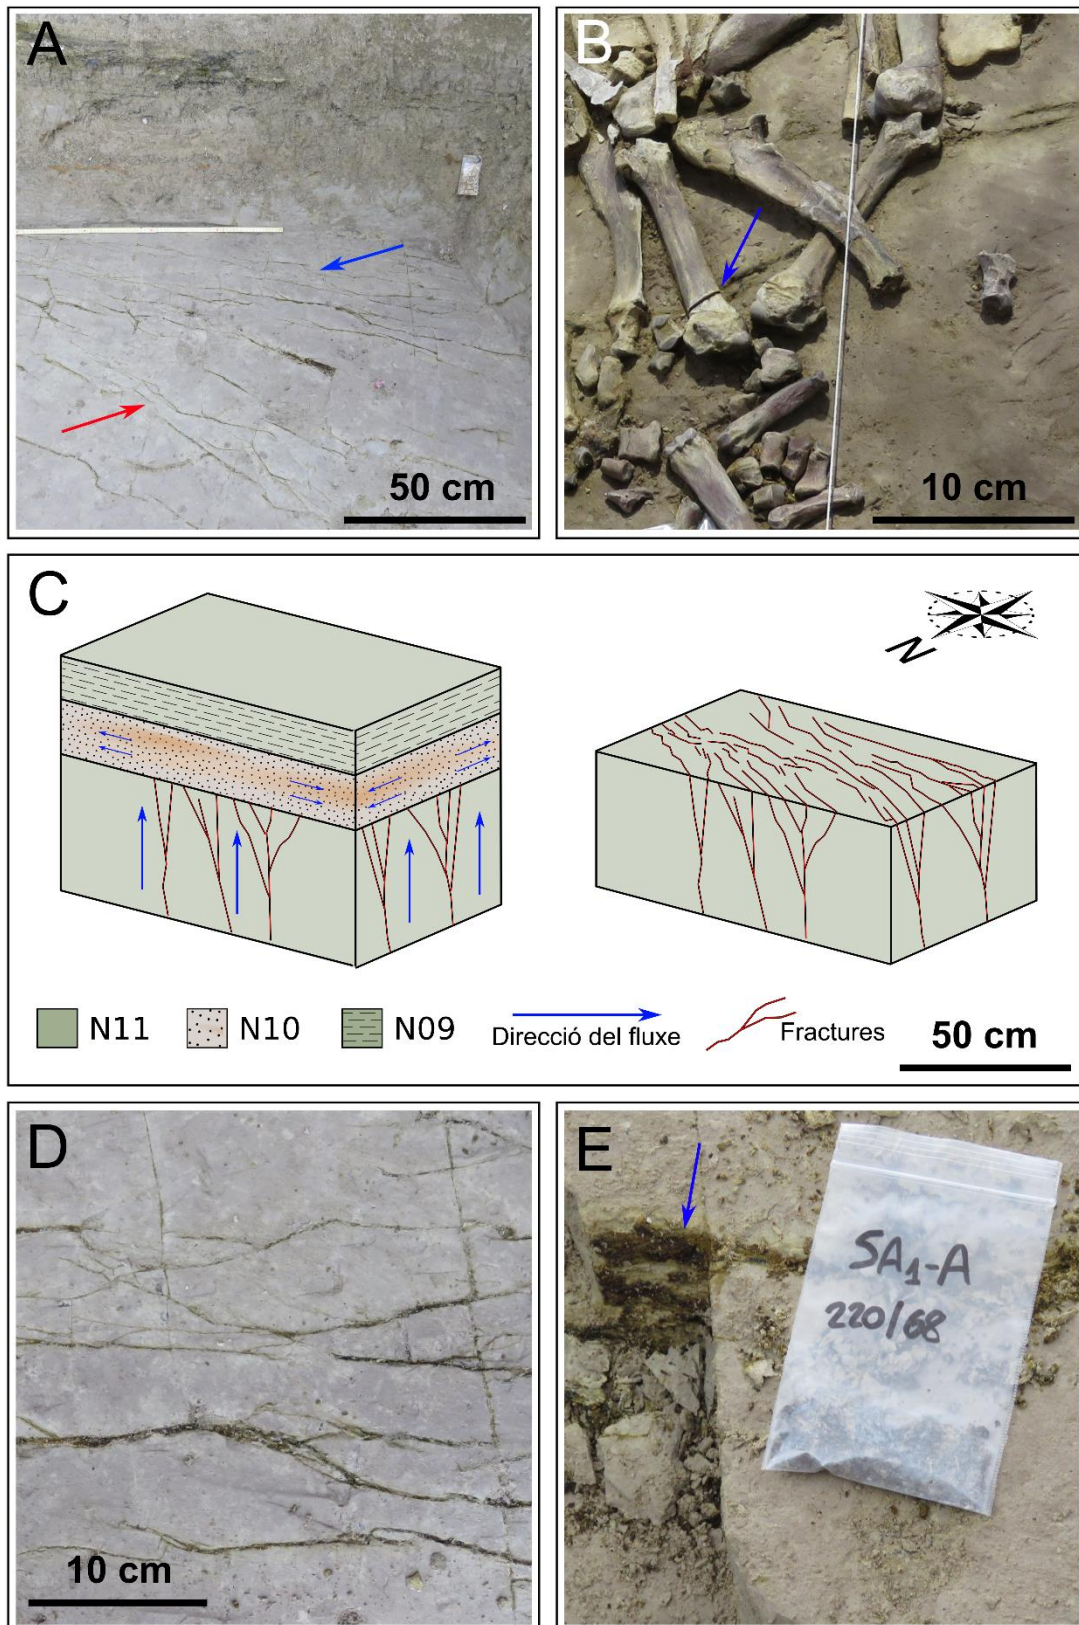 A
50 cm
B
10 cm
C
N
N11
N10
N09
Direcció del fluxe
Fractures
50 cm
D
10 cm
E
SA1-A
220/68